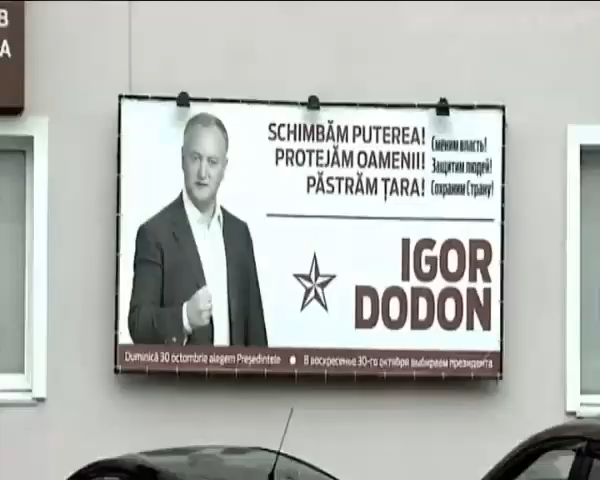 В
А
SCHIMBĂM PUTEREA!
PROTEJĂM OAMENII!
PĂSTRĂM ȚARA!
Сменим власть!
Защитим людей!
Сохраним Страну!
IGOR
DODON
Duminică 30 octombrie alegem Președintele ● В воскресенье 30-го октября выбираем президента